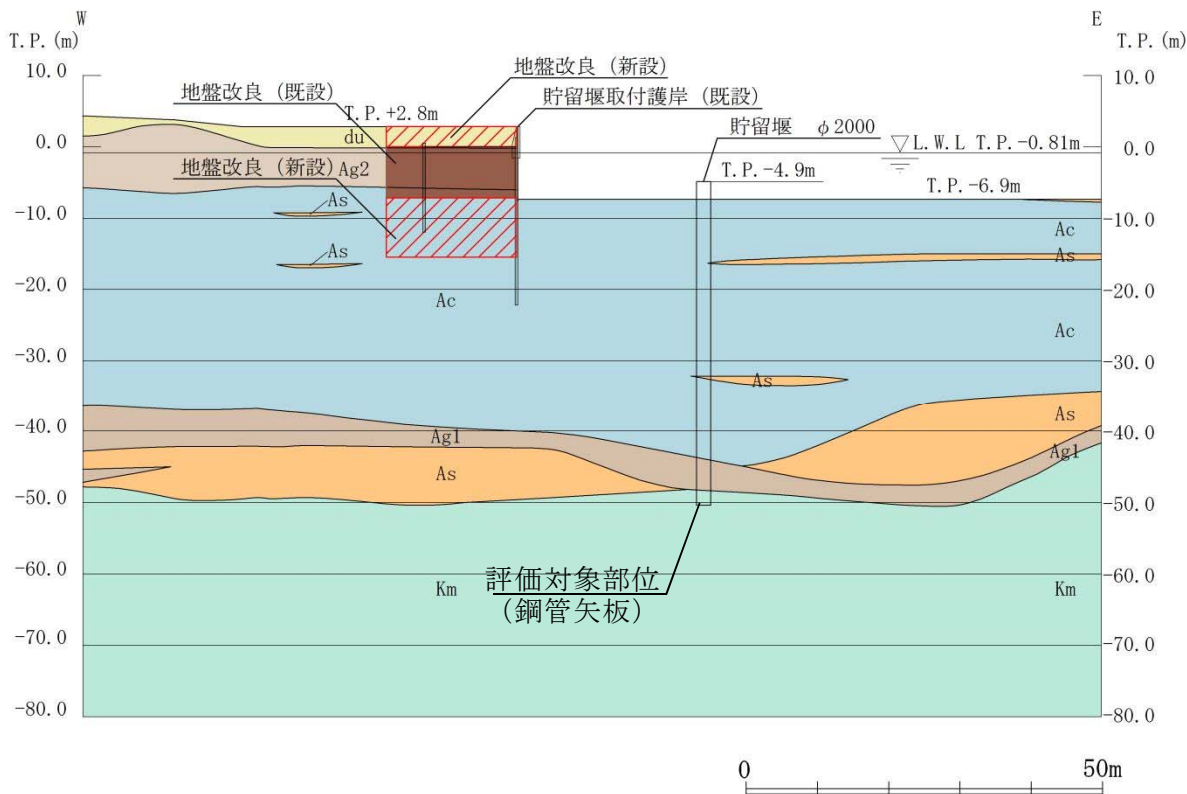 W
E
T.P.(m)
T.P.(m)
10.0
10.0
地盤改良（新設）
地盤改良（既設）
貯留堰取付護岸（既設）
T.P.+2.8m
貯留堰 φ2000
du
0.0
L.W.L T.P.-0.81m
0.0
地盤改良（新設）
Ag2
T.P.-4.9m
T.P.-6.9m
As
-10.0
-10.0
Ac
As
As
-20.0
Ac
-20.0
Ac
-30.0
-30.0
As
As
-40.0
-40.0
Ag1
Ag1
As
-50.0
-50.0
評価対象部位
（鋼管矢板）
-60.0
-60.0
Km
Km
-70.0
-70.0
-80.0
-80.0
0
50m